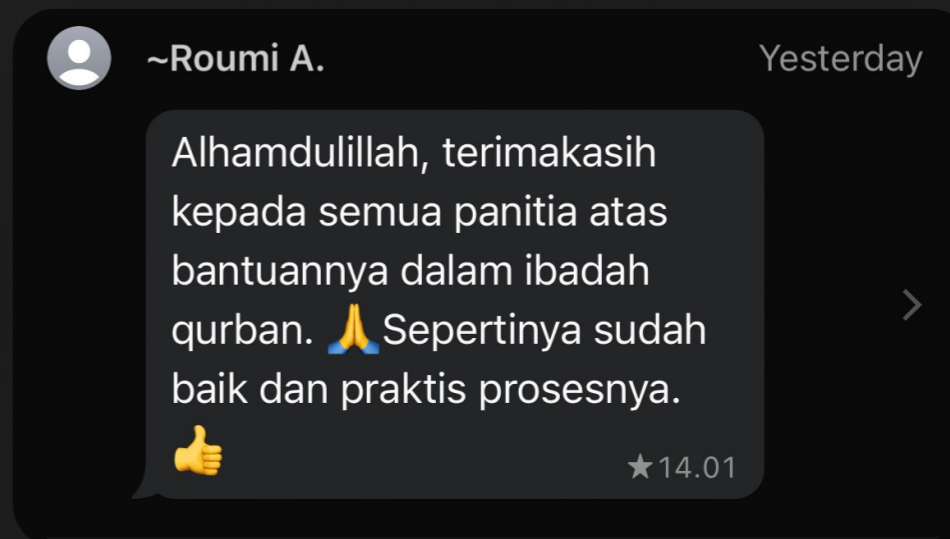 ~Roumi A.
Yesterday
Alhamdulillah, terimakasih
kepada semua panitia atas
bantuannya dalam ibadah
qurban. 🙏Sepertinya sudah
baik dan praktis prosesnya.
👍
★14.01